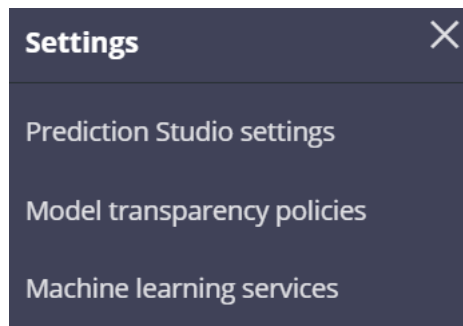 Settings
Prediction Studio settings
Model transparency policies
Machine learning services